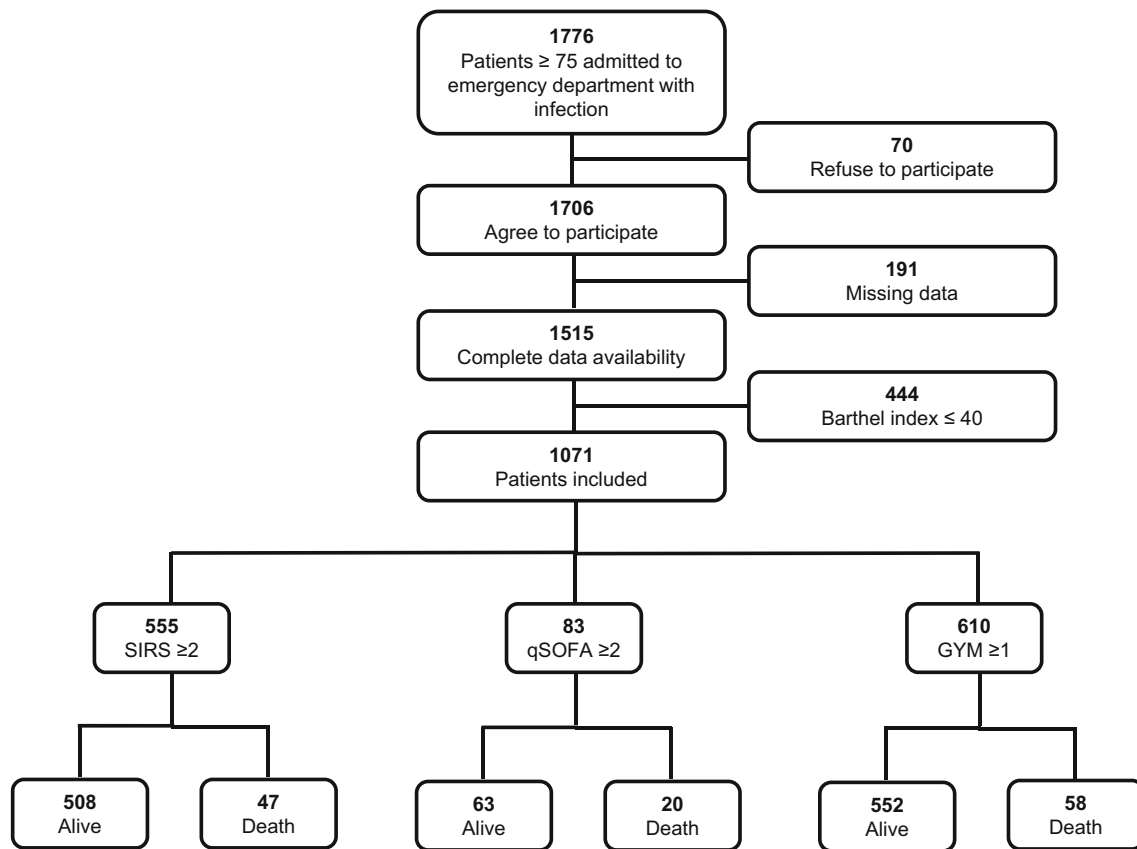 1776
Patients ≥ 75 admitted to
emergency department with
infection
70
Refuse to participate
1706
Agree to participate
191
Missing data
1515
Complete data availability
444
Barthel index ≤ 40
1071
Patients included
555
SIRS ≥2
83
qSOFA ≥2
610
GYM ≥1
508
Alive
47
Death
63
Alive
20
Death
552
Alive
58
Death